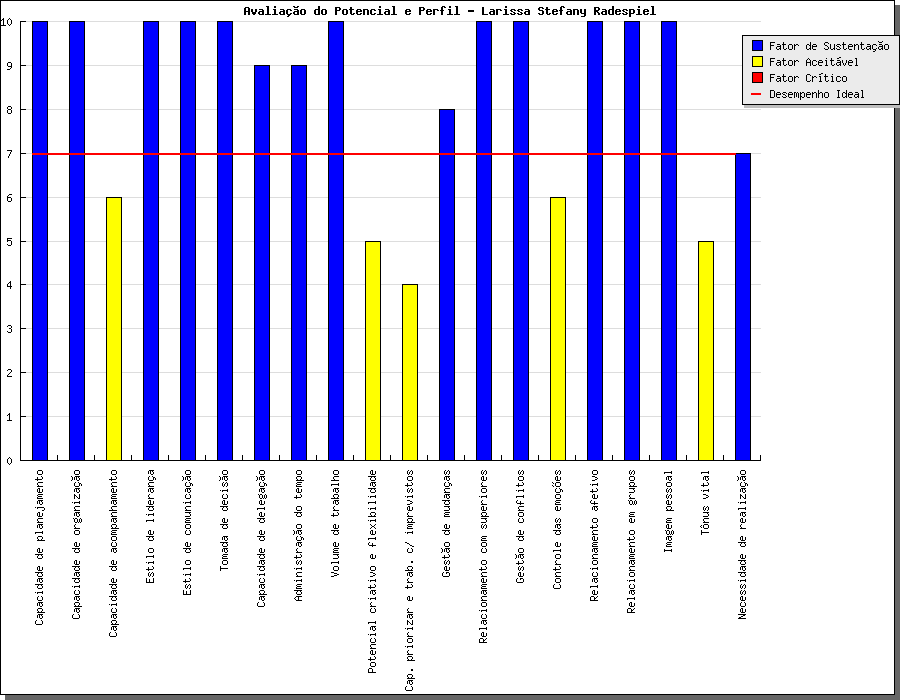 Avaliação do Potencial e Perfil - Larissa Stefany Radespiel
Fator de Sustentação
Fator Aceitável
Fator Crítico
Desempenho Ideal
10
9
8
7
6
5
4
3
2
1
0
Capacidade de planejamento
Capacidade de organização
Capacidade de acompanhamento
Estilo de liderança
Estilo de comunicação
Tomada de decisão
Capacidade de delegação
Administração do tempo
Volume de trabalho
Potencial criativo e flexibilidade
Cap. priorizar e trab. c/ imprevistos
Gestão de mudanças
Relacionamento com superiores
Gestão de conflitos
Controle das emoções
Relacionamento afetivo
Relacionamento em grupos
Imagem pessoal
Tônus vital
Necessidade de realização